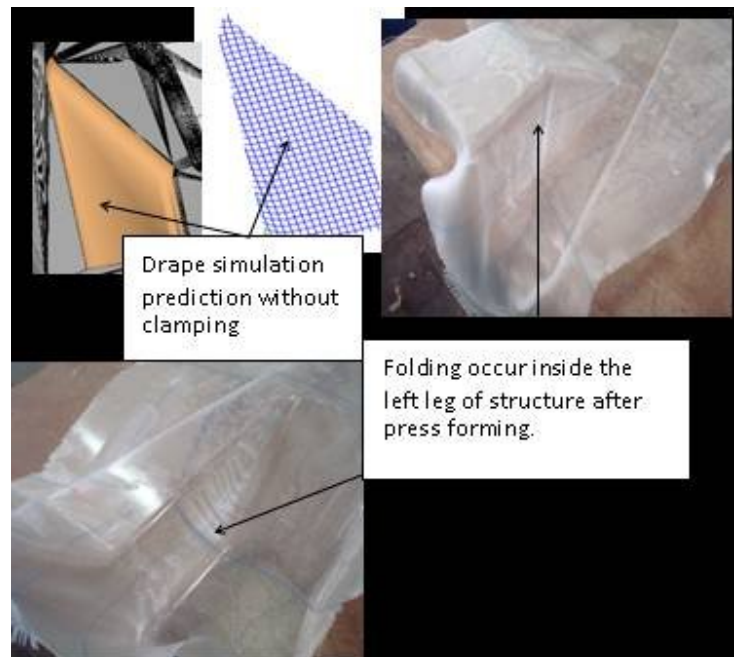 Drape simulation
prediction without
clamping
Folding occur inside the
left leg of structure after
press forming.